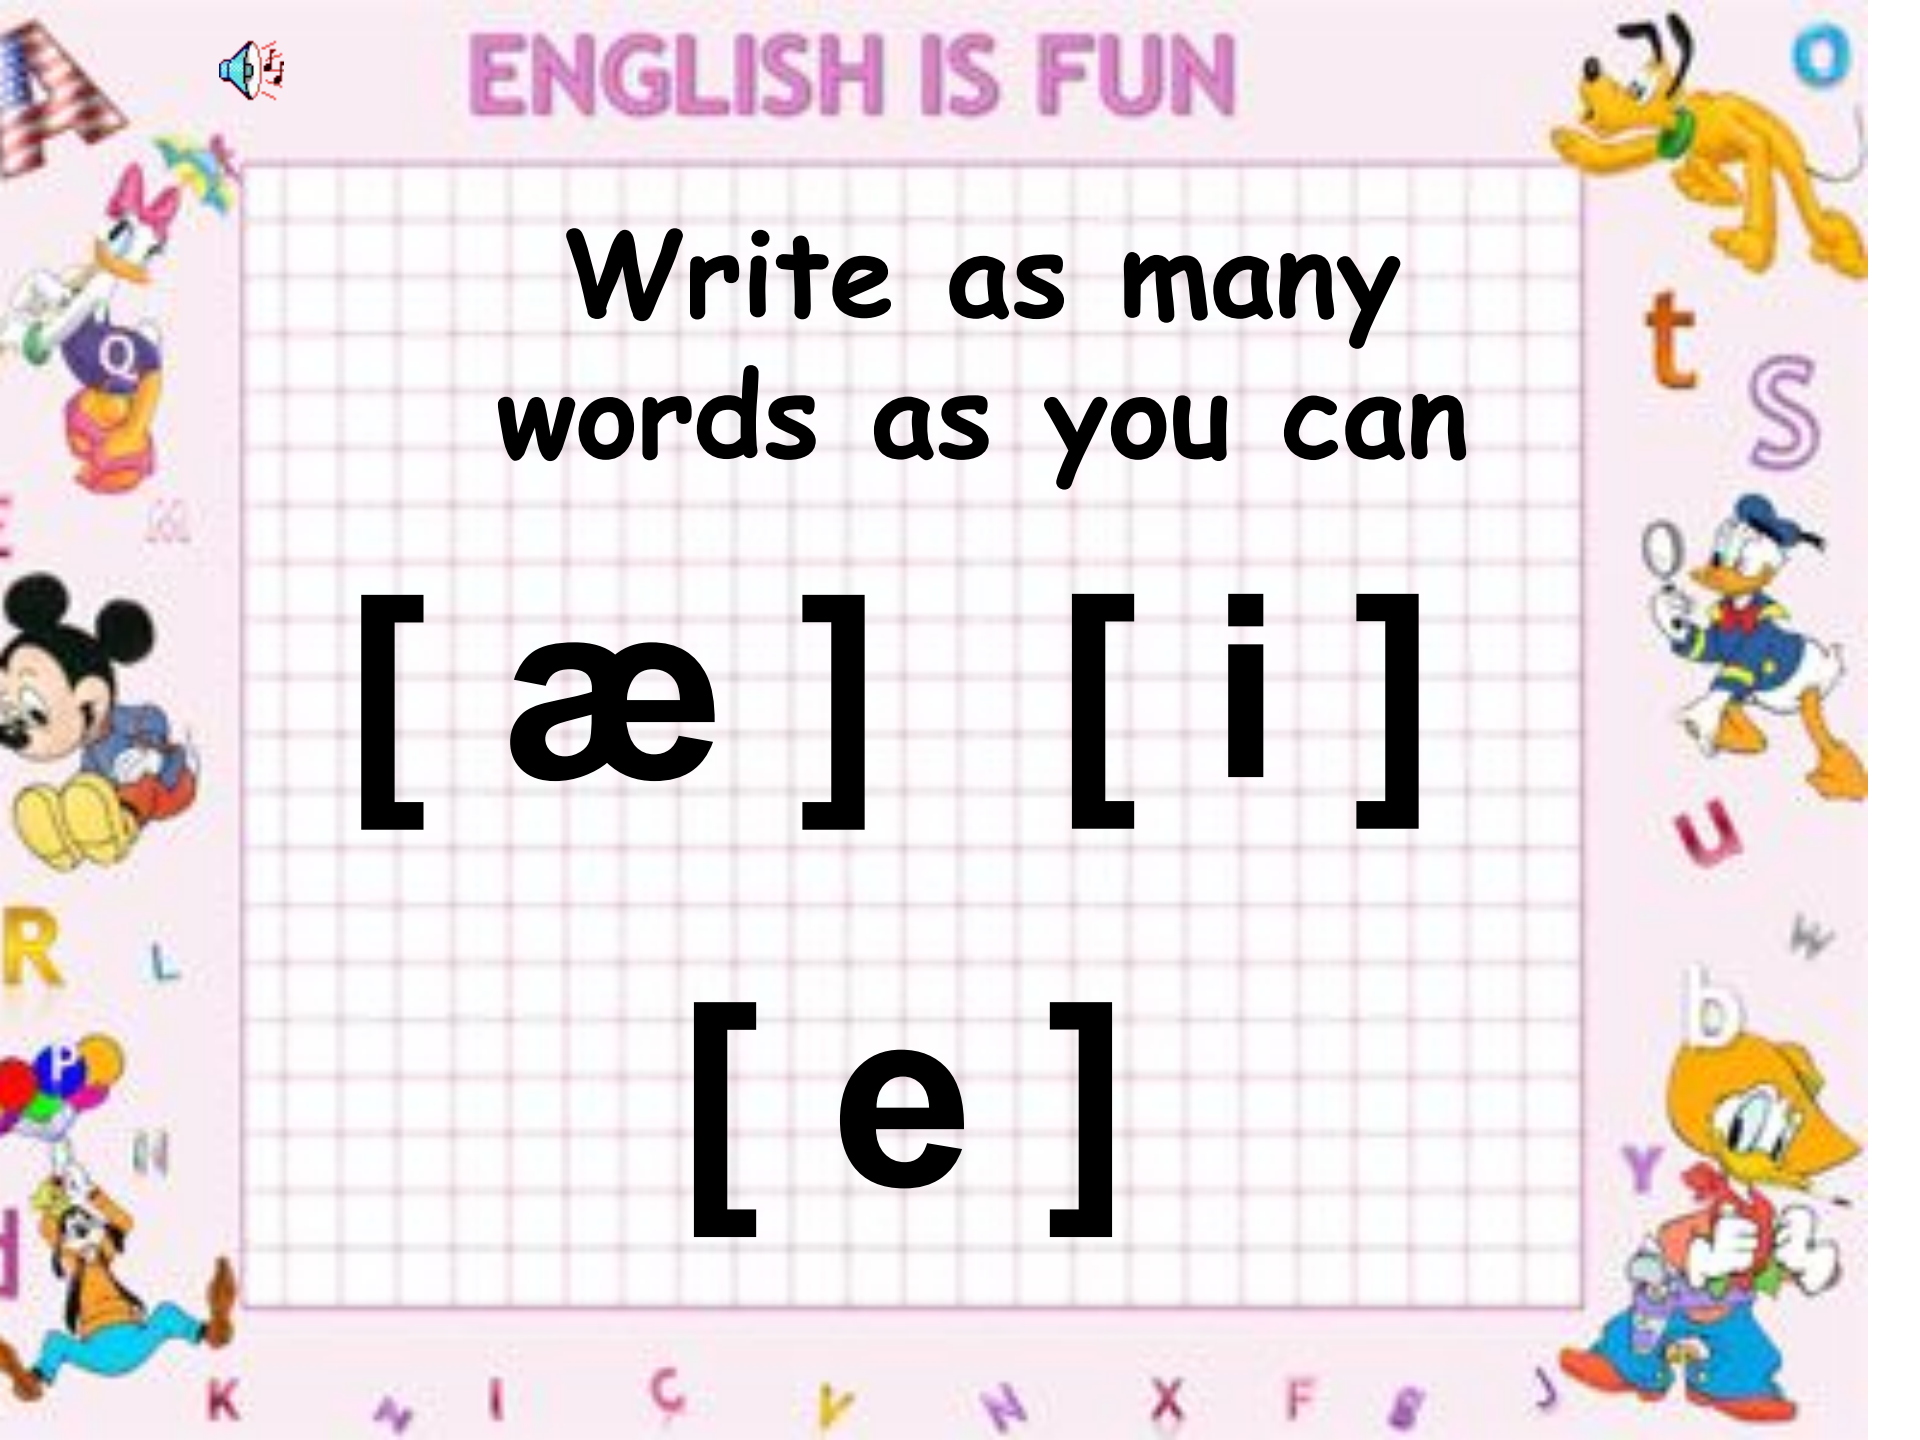 ENGLISH IS FUN
Write as many
words as you can
[ æ ] [ i ]
[ e ]
A
O
Q
t
S
E
M
u
R
L
W
b
P
N
Y
d
K N I Ç V N X F S J